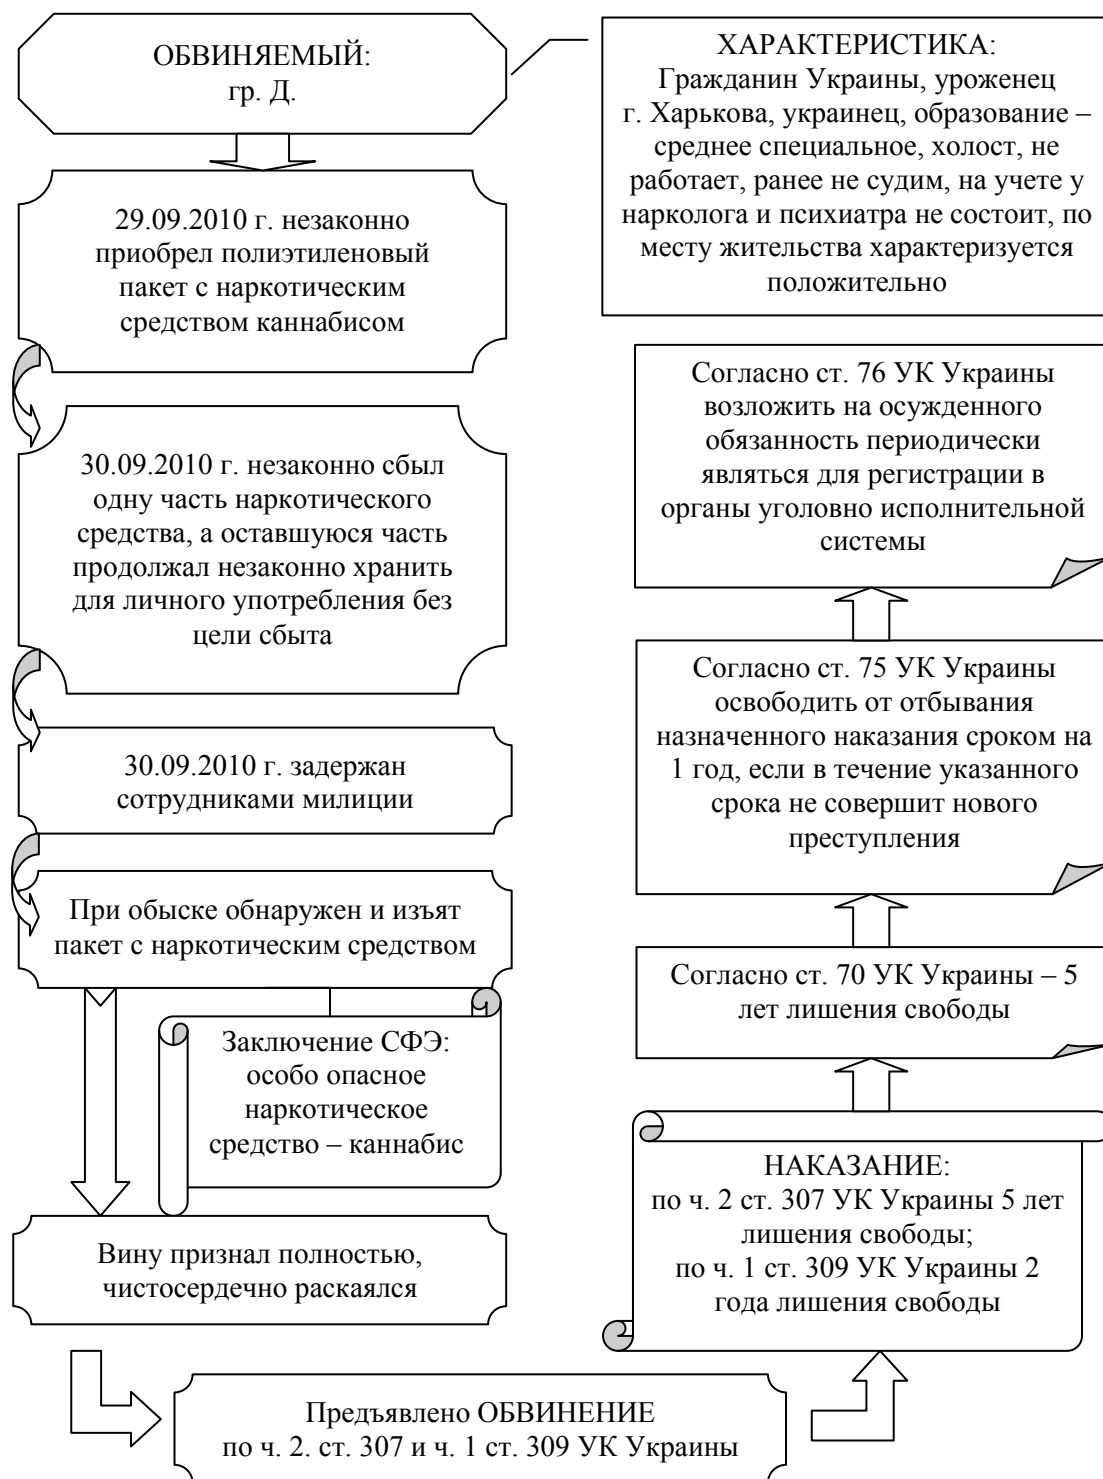 ОБВИНЯЕМЫЙ:
гр. Д.
ХАРАКТЕРИСТИКА:
Гражданин Украины, уроженец
г. Харькова, украинец, образование –
среднее специальное, холост, не
работает, ранее не судим, на учете у
нарколога и психиатра не состоит, по
месту жительства характеризуется
положительно
29.09.2010 г. незаконно
приобрел полиэтиленовый
пакет с наркотическим
средством каннабисом
30.09.2010 г. незаконно сбыл
одну часть наркотического
средства, а оставшуюся часть
продолжал незаконно хранить
для личного употребления без
цели сбыта
30.09.2010 г. задержан
сотрудниками милиции
При обыске обнаружен и изъят
пакет с наркотическим средством
Заключение СФЭ:
особо опасное
наркотическое
средство – каннабис
Вину признал полностью,
чистосердечно раскаялся
Предъявлено ОБВИНЕНИЕ
по ч. 2. ст. 307 и ч. 1 ст. 309 УК Украины
НАКАЗАНИЕ:
по ч. 2 ст. 307 УК Украины 5 лет
лишения свободы;
по ч. 1 ст. 309 УК Украины 2
года лишения свободы
Согласно ст. 70 УК Украины – 5
лет лишения свободы
Согласно ст. 75 УК Украины
освободить от отбывания
назначенного наказания сроком на
1 год, если в течение указанного
срока не совершит нового
преступления
Согласно ст. 76 УК Украины
возложить на осужденного
обязанность периодически
являться для регистрации в
органы уголовно исполнительной
системы